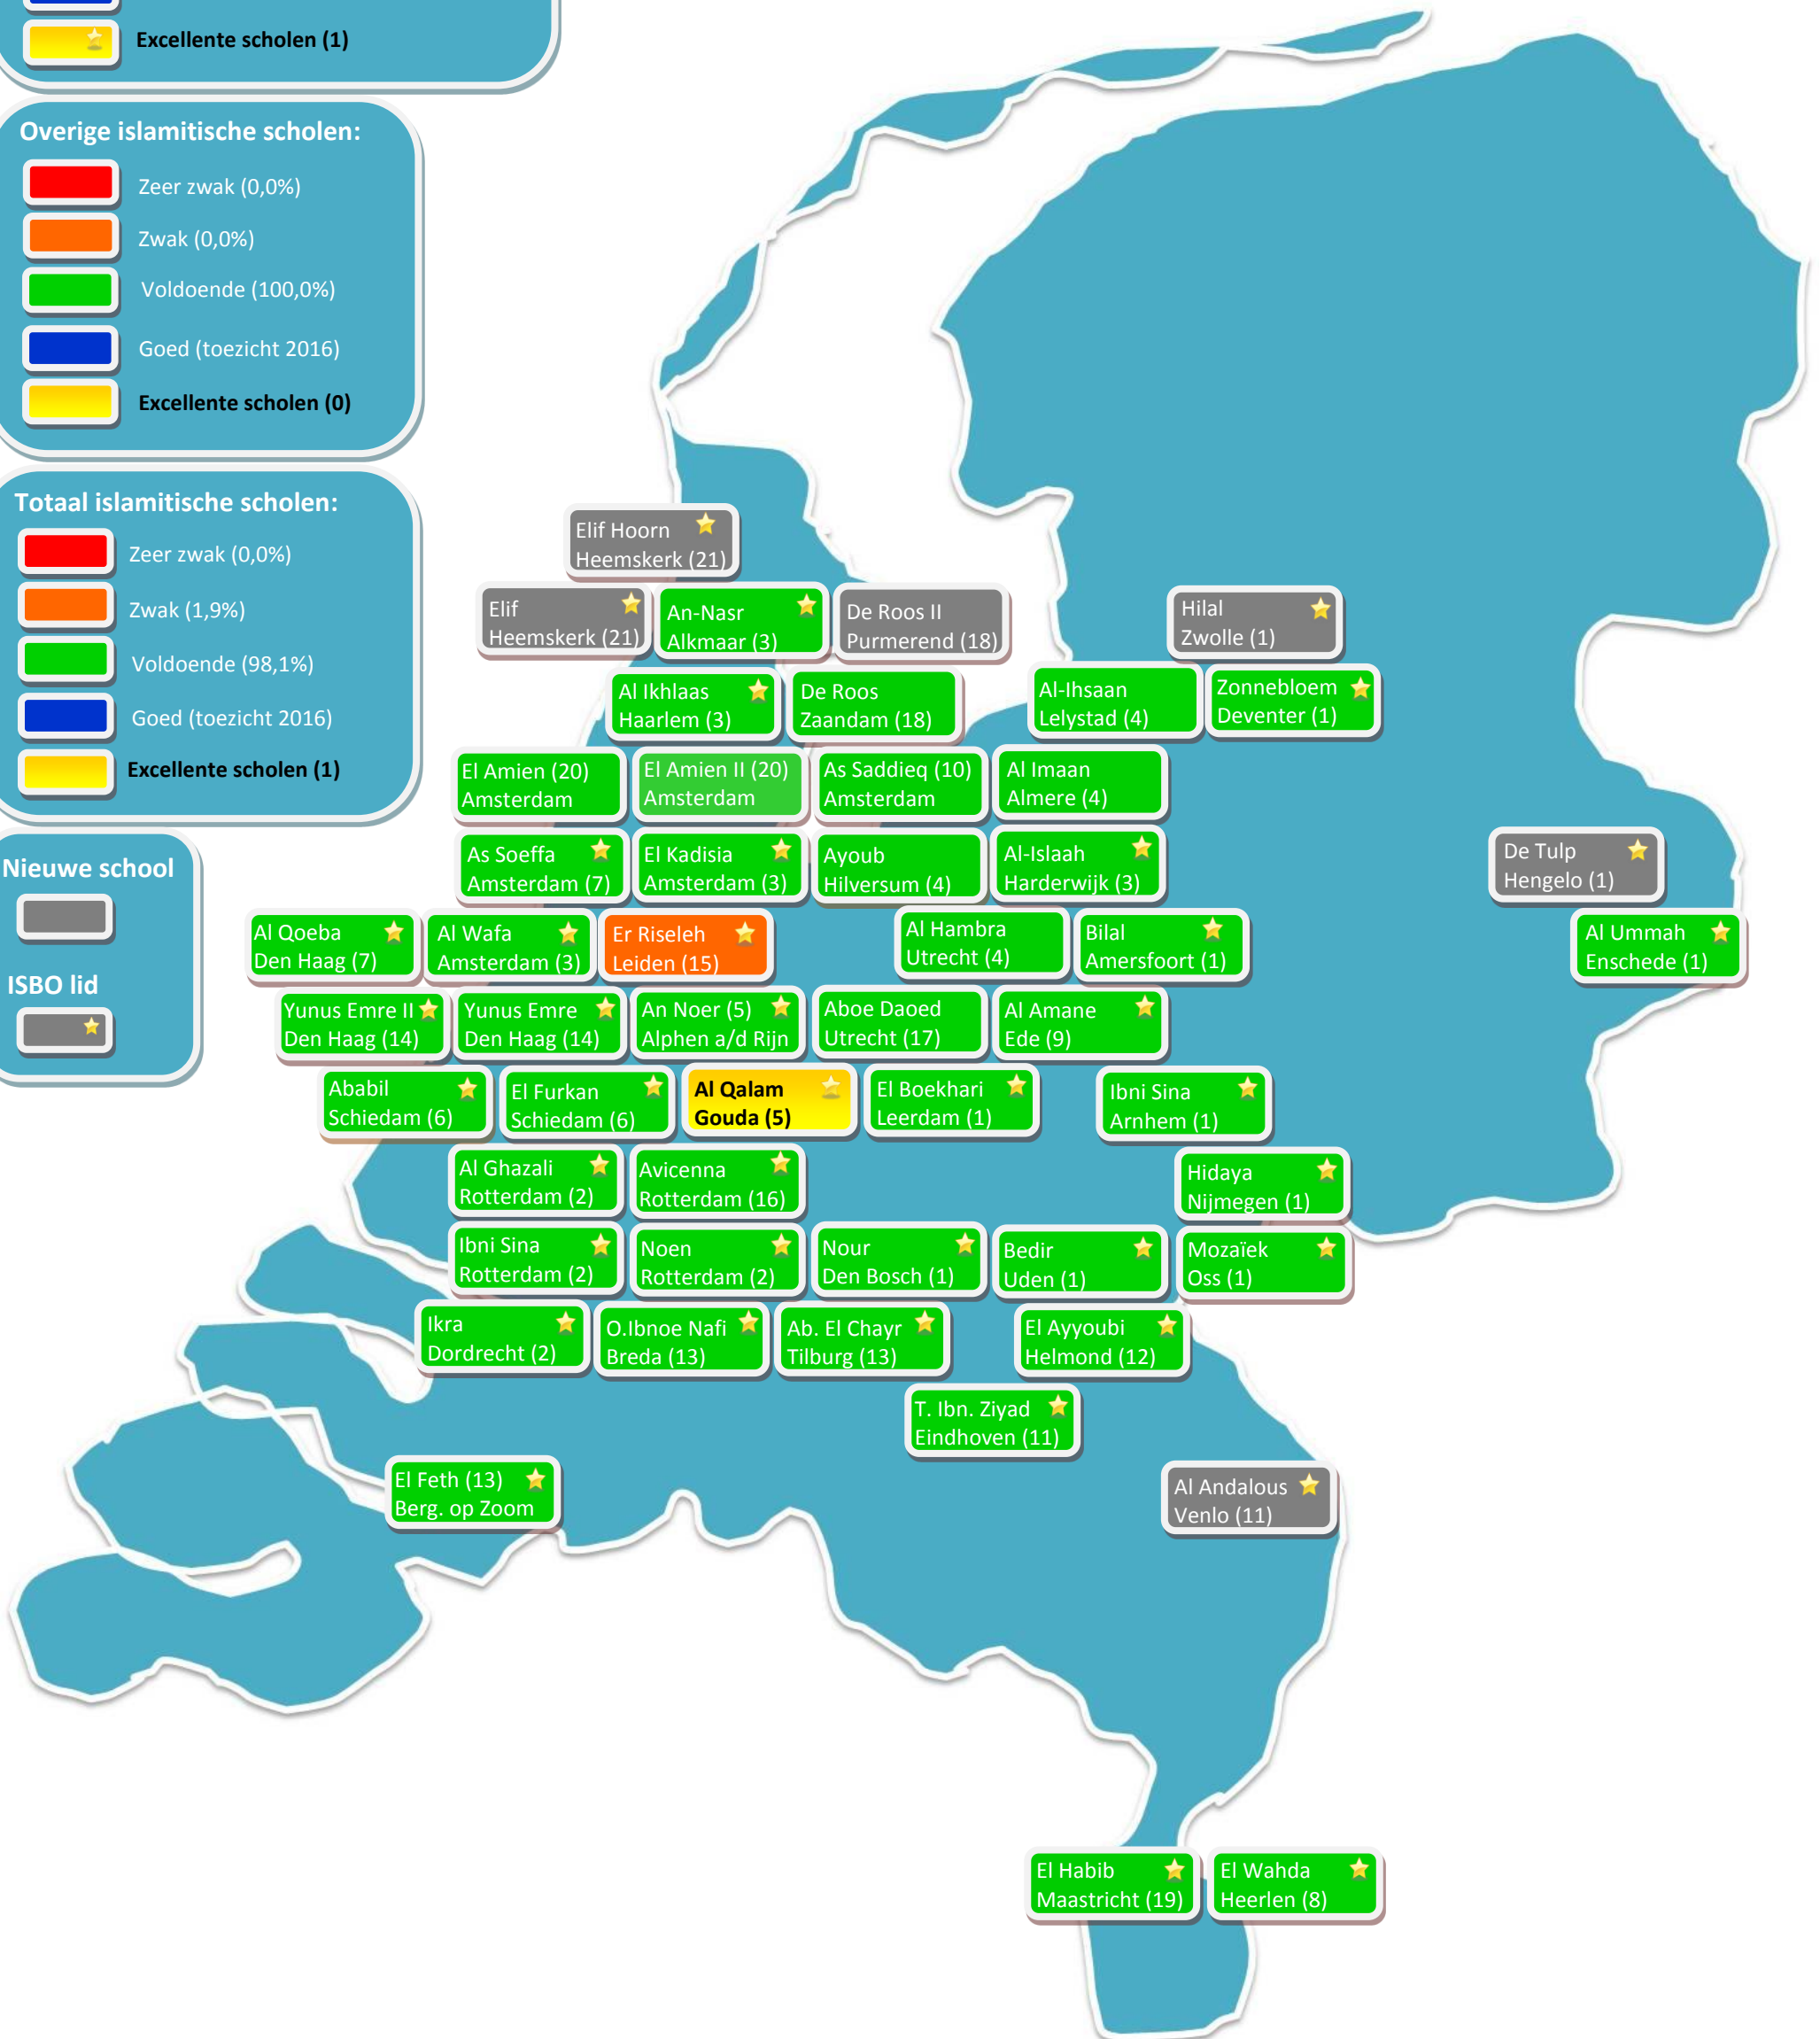 Excellente scholen (1)
Overige islamitische scholen:
Zeer zwak (0,0%)
Zwak (0,0%)
Voldoende (100,0%)
Goed (toezicht 2016)
Excellente scholen (0)
Totaal islamitische scholen:
Zeer zwak (0,0%)
Zwak (1,9%)
Voldoende (98,1%)
Goed (toezicht 2016)
Excellente scholen (1)
Nieuwe school
ISBO lid
Elif Hoorn
Heemskerk (21)
Elif
Heemskerk (21)
An-Nasr
Alkmaar (3)
De Roos II
Purmerend (18)
Hilal
Zwolle (1)
Al Ikhlaas
Haarlem (3)
De Roos
Zaandam (18)
Al-Ihsaan
Lelystad (4)
Zonnebloem
Deventer (1)
El Amien (20)
Amsterdam
El Amien II (20)
Amsterdam
As Saddieq (10)
Amsterdam
Al Imaan
Almere (4)
As Soeffa
Amsterdam (7)
El Kadisia
Amsterdam (3)
Ayoub
Hilversum (4)
Al-Islaah
Harderwijk (3)
De Tulp
Hengelo (1)
Al Qoeba
Den Haag (7)
Al Wafa
Amsterdam (3)
Er Riseleh
Leiden (15)
Al Hambra
Utrecht (4)
Bilal
Amersfoort (1)
Al Ummah
Enschede (1)
Yunus Emre II
Den Haag (14)
Yunus Emre
Den Haag (14)
An Noer (5)
Alphen a/d Rijn
Aboe Daoed
Utrecht (17)
Al Amane
Ede (9)
Ababil
Schiedam (6)
El Furkan
Schiedam (6)
Al Qalam
Gouda (5)
El Boekhari
Leerdam (1)
Ibni Sina
Arnhem (1)
Al Ghazali
Rotterdam (2)
Avicenna
Rotterdam (16)
Hidaya
Nijmegen (1)
Ibni Sina
Rotterdam (2)
Noen
Rotterdam (2)
Nour
Den Bosch (1)
Bedir
Uden (1)
Mozaïek
Oss (1)
Ikra
Dordrecht (2)
O.Ibnoe Nafi
Breda (13)
Ab. El Chayr
Tilburg (13)
El Ayyoubi
Helmond (12)
T. Ibn. Ziyad
Eindhoven (11)
El Feth (13)
Berg. op Zoom
Al Andalous
Venlo (11)
El Habib
Maastricht (19)
El Wahda
Heerlen (8)